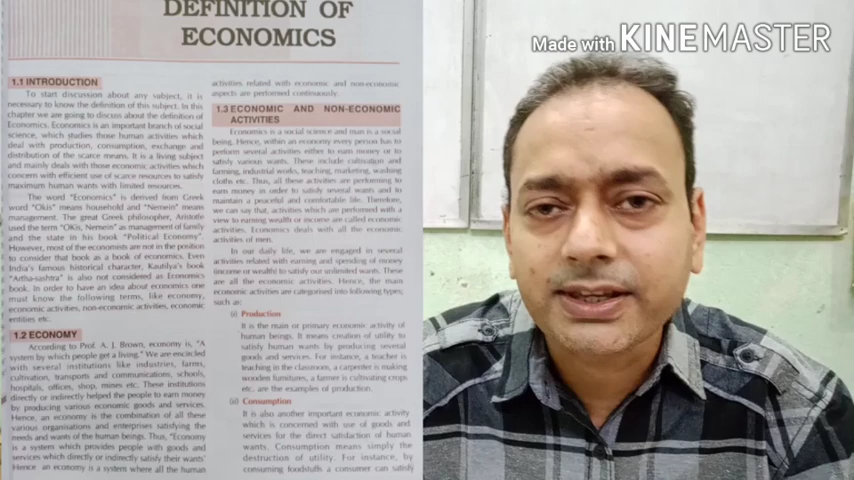 DEFINITION OF
ECONOMICS
1.1 INTRODUCTION
To start discussion about any subject, it is
necessary to know the definition of this subject. In this
chapter we are going to discuss about the definition of
Economics. Economics is an important branch of social
science, which studies those human activities which
deal with production, consumption, exchange and
distribution of the scarce means. It is a living subject
and mainly deals with those economic activities which
concern with efficient use of scarce resources to satisfy
maximum human wants with limited resources.
The word "Economics" is derived from Greek
word "Okis" means household and "Nemein" means
management. The great Greek philosopher, Aristotle
used the term "OKis, Nemein" as management of family
and the state in his book "Political Economy".
However, most of the economists are not in the position
to consider that book as a book of economics. Even
India's famous historical character, Kautilya's book
"Artha-sashtra" is also not considered as Economics
book. In order to have an idea about economics one
must know the following terms, like economy,
economic activities, non-economic activities, economic
entities etc.
1.2 ECONOMY
According to Prof. A. J. Brown, economy is, "A
system by which people get a living." We are encircled
with several institutions like industries, farms,
cultivation, transports and communications, schools,
hospitals, offices, shop, mines etc. These institutions
directly or indirectly helped the people to earn money
by producing various economic goods and services.
Hence, an economy is the combination of all these
various organisations and enterprises satisfying the
needs and wants of the human beings. Thus, "Economy
is a system which provides people with goods and
services which directly or indirectly satisfy their wants'
Hence an economy is a system where all the human
activities related with economic and non-economic
aspects are performed continuously.
1.3 ECONOMIC AND NON-ECONOMIC
ACTIVITIES
Economics is a social science and man is a social
being. Hence, within an economy every person has to
perform several activities either to earn money or to
satisfy various wants. These include cultivation and
farming, industrial works, teaching, marketing, washing
cloths etc. Thus, all these activities are performing to
earn money in order to satisfy several wants and to
maintain a peaceful and comfortable life. Therefore,
we can say that, activities which are performed with a
view to earning wealth or income are called economic
activities. Economics deals with all the economic
activities of men.
In our daily life, we are engaged in several
activities related with earning and spending of money
(income or wealth) to satisfy our unlimited wants. These
are all the economic activities. Hence, the main
economic activities are categorised into following types;
such as:
(i) Production
It is the main or primary economic activity of
human beings. It means creation of utility to
satisfy human wants by producing several
goods and services. For instance, a teacher is
teaching in the classroom, a carpenter is making
wooden furnitures, a farmer is cultivating crops
etc. are the examples of production.
(ii) Consumption
It is also another important economic activity
which is concerned with use of goods and
services for the direct satisfaction of human
wants. Consumption means simply the
destruction of utility. For instance, by
consuming foodstuffs a consumer can satisfy
Made with KINEMASTER